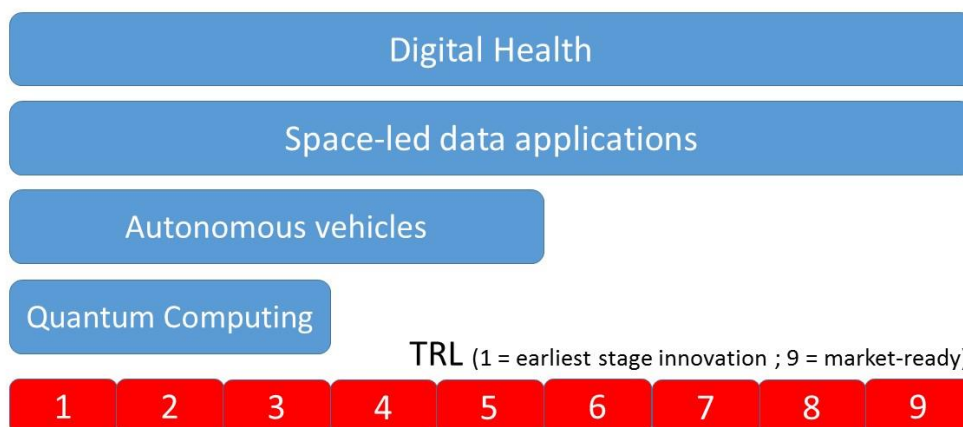 Digital Health
Space-led data applications
Autonomous vehicles
Quantum Computing
TRL (1 = earliest stage innovation ; 9 = market-ready)
1 2 3 4 5 6 7 8 9